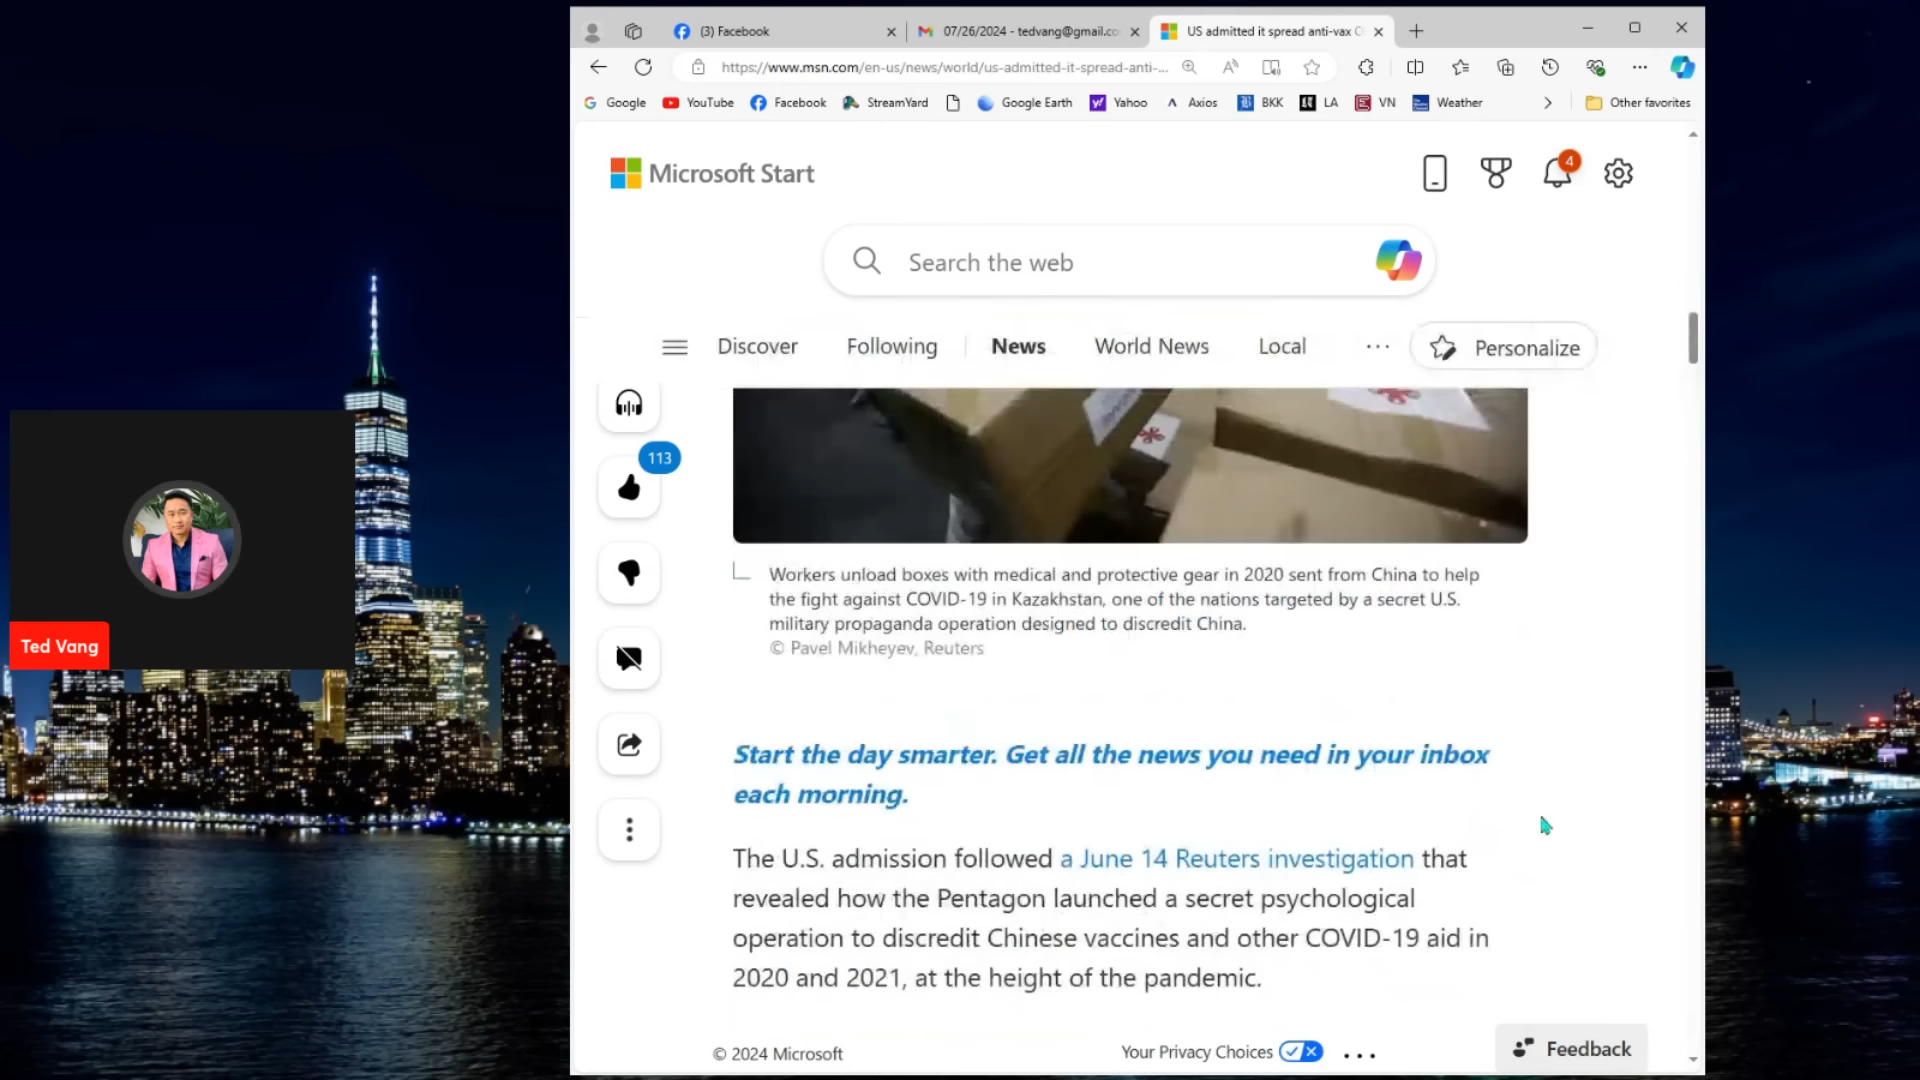 (3) Facebook
07/26/2024 - tedvang@gmail.co
US admitted it spread anti-vax C
https://www.msn.com/en-us/news/world/us-admitted-it-spread-anti-...
Google
YouTube
Facebook
StreamYard
Google Earth
Yahoo
Axios
BKK
LA
VN
Weather
Other favorites
Microsoft Start
4
Search the web
Discover
Following
News
World News
Local
Personalize
113
Workers unload boxes with medical and protective gear in 2020 sent from China to help
the fight against COVID-19 in Kazakhstan, one of the nations targeted by a secret U.S.
military propaganda operation designed to discredit China.
© Pavel Mikheyev, Reuters
Ted Vang
Start the day smarter. Get all the news you need in your inbox
each morning.
The U.S. admission followed a June 14 Reuters investigation that
revealed how the Pentagon launched a secret psychological
operation to discredit Chinese vaccines and other COVID-19 aid in
2020 and 2021, at the height of the pandemic.
© 2024 Microsoft
Your Privacy Choices
Feedback